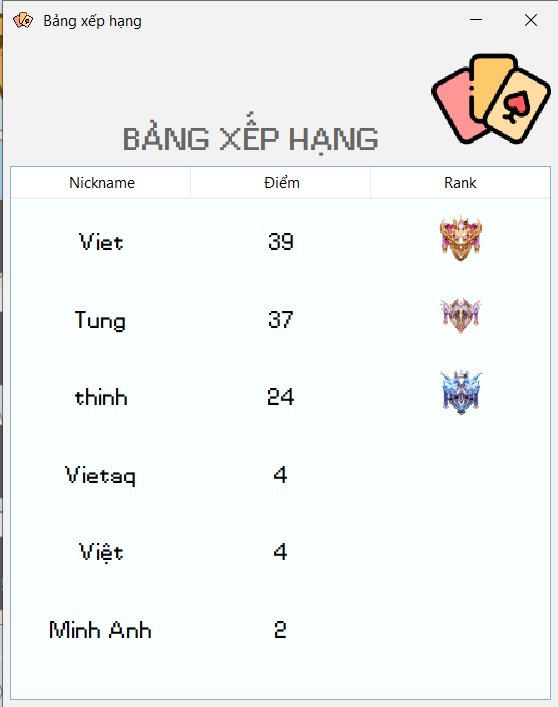 Bảng xếp hạng
BẢNG XẾP HẠNG
Nickname Điểm Rank
Viet 39
Tung 37
thinh 24
Vietaq 4
Việt 4
Minh Anh 2